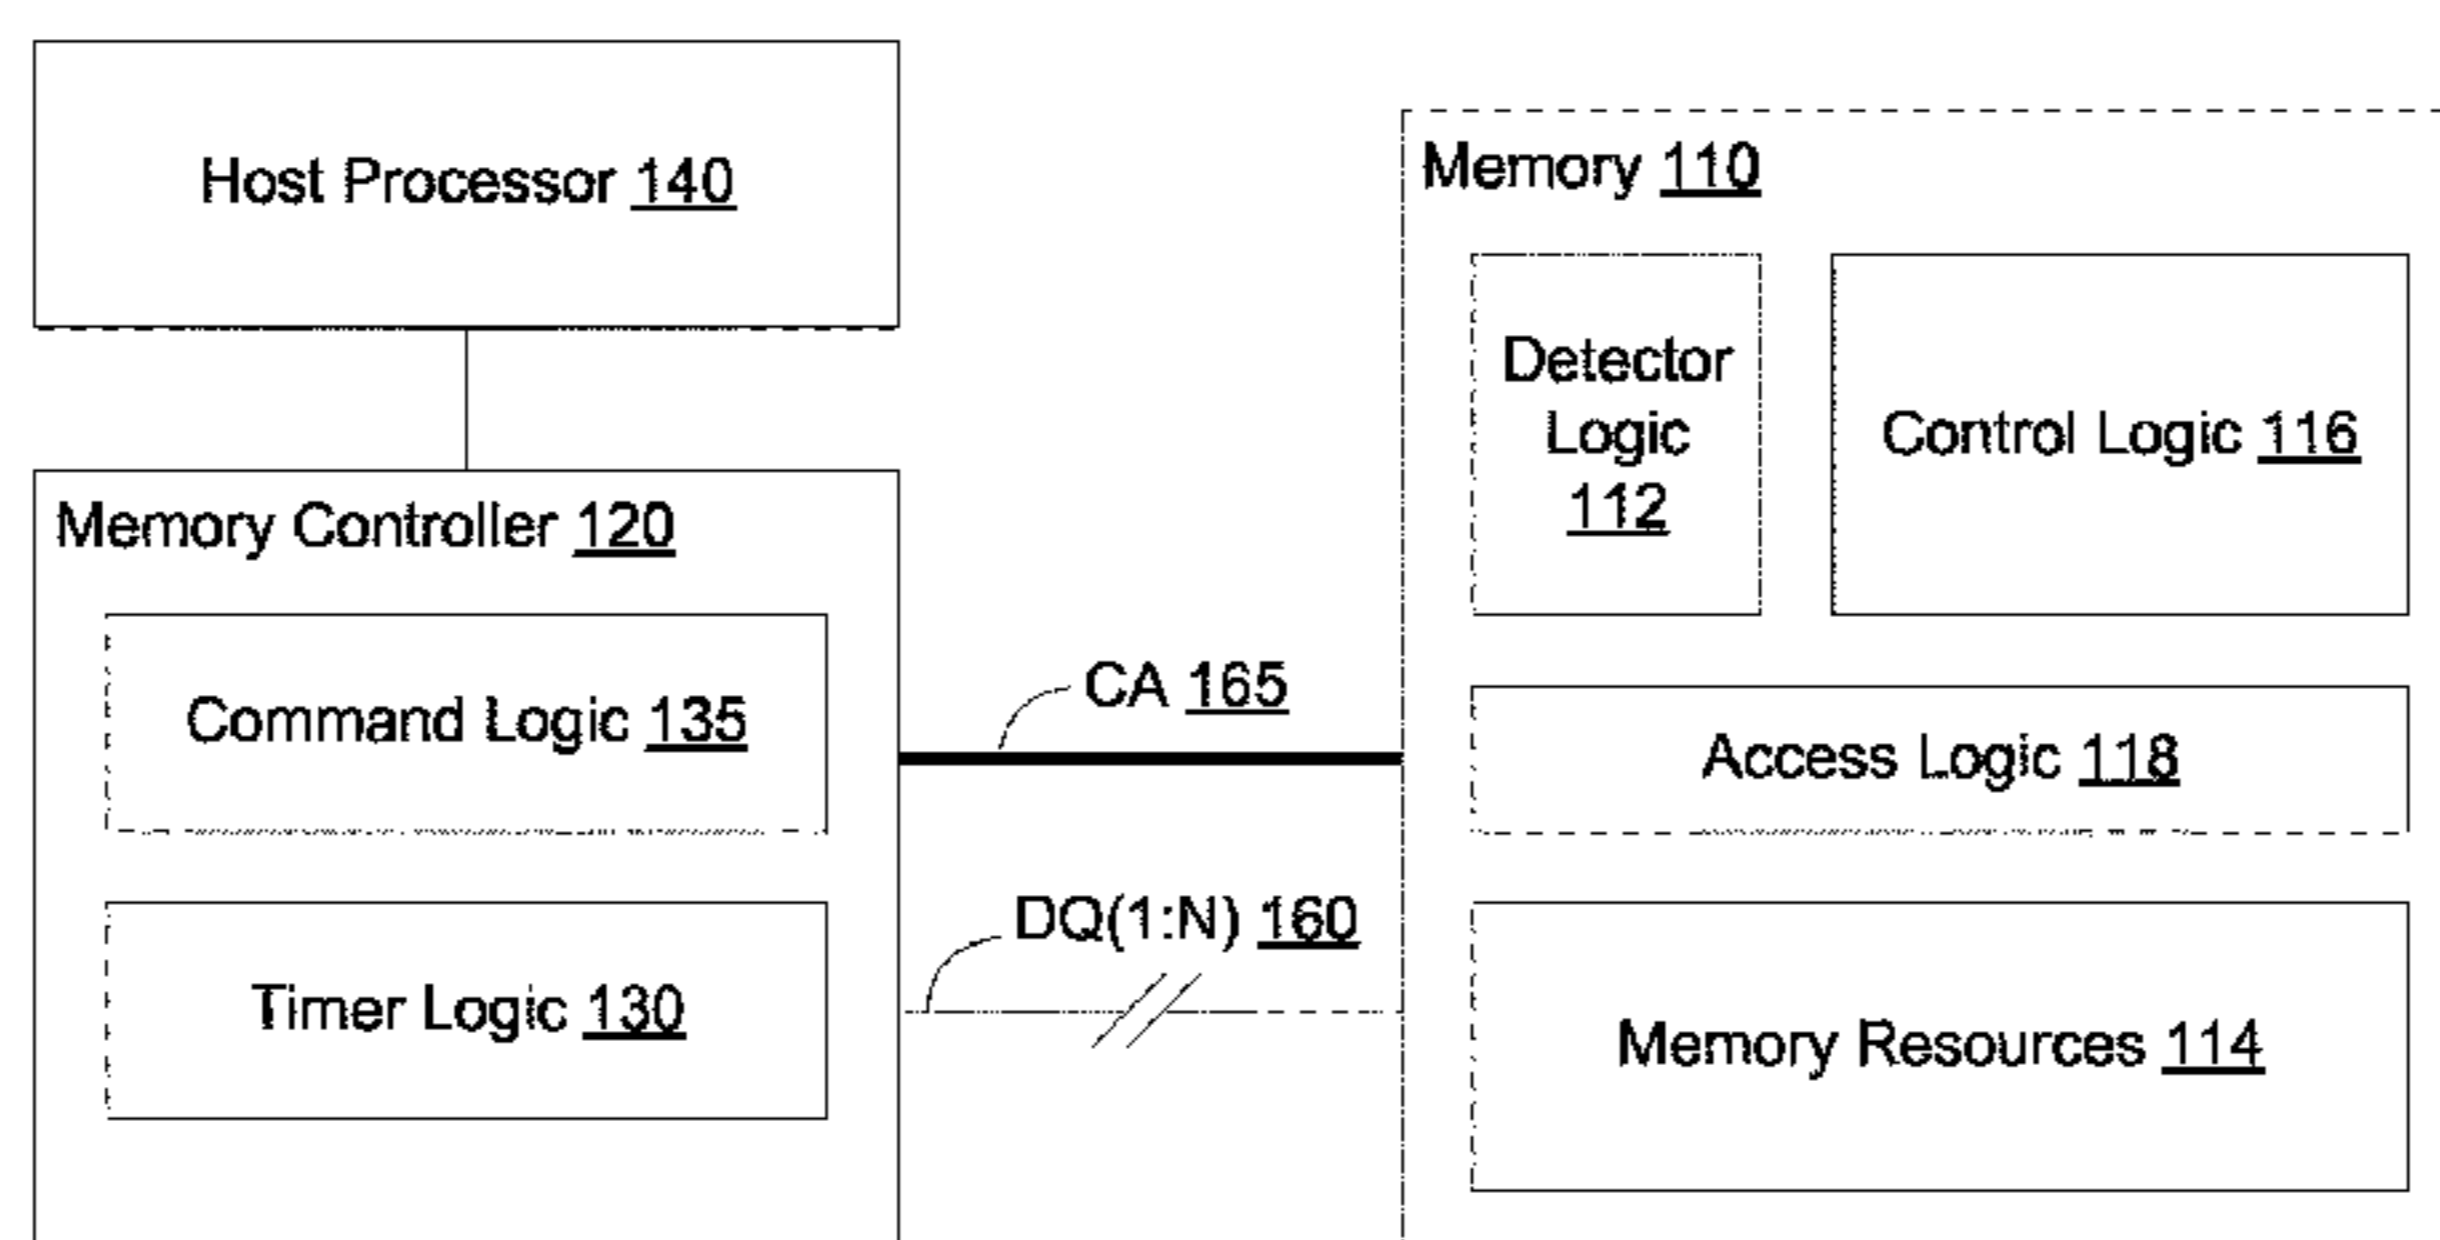 Host Processor 140
Memory Controller 120
Command Logic 135
Timer Logic 130
CA 165
DQ(1:N) 160
Memory 110
Detector
Logic
112
Control Logic 116
Access Logic 118
Memory Resources 114